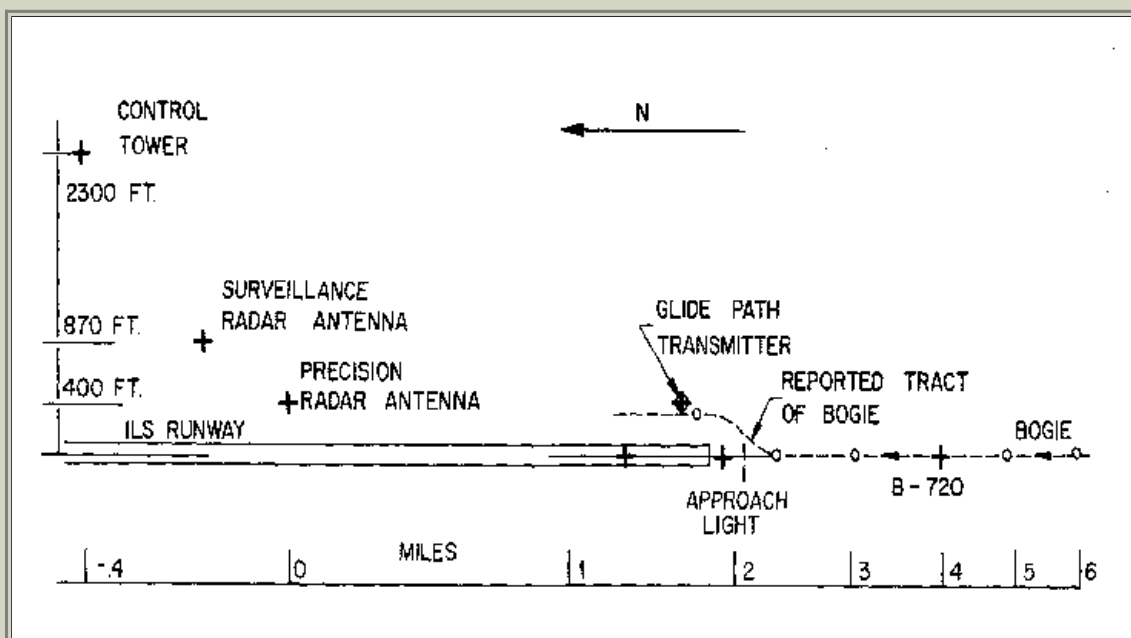 CONTROL
TOWER
N
2300 FT.
SURVEILLANCE
RADAR ANTENNA
GLIDE PATH
TRANSMITTER
870 FT.
PRECISION
RADAR ANTENNA
REPORTED TRACT
OF BOGIE
400 FT.
ILS RUNWAY
BOGIE
B-720
APPROACH
LIGHT
MILES
-.4 0 1 2 3 4 5 6